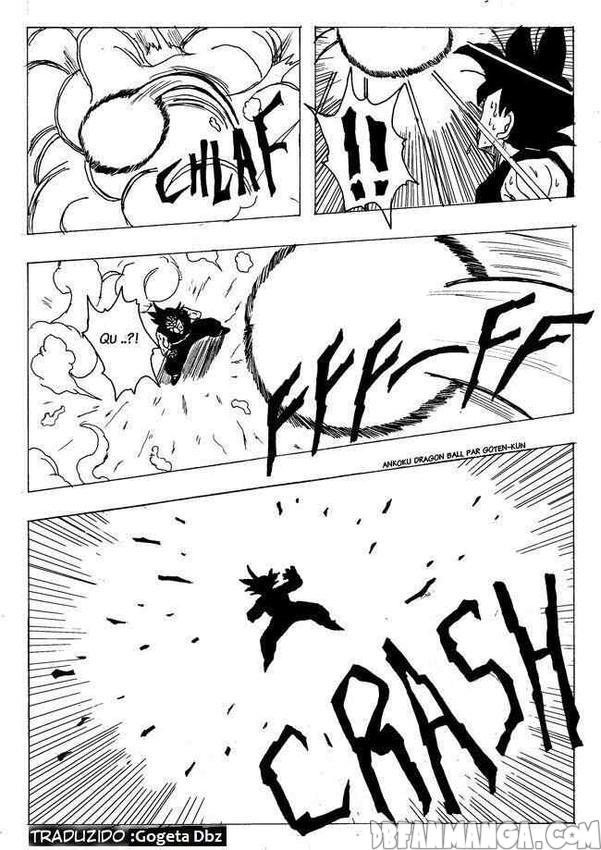 CHLAF
!!
QU ..?!
FFF-FF
ANKOKU DRAGON BALL PAR GOTEN-KUN
CRASH
TRADUZIDO :Gogeta Dbz
DBFANMANGA.COM